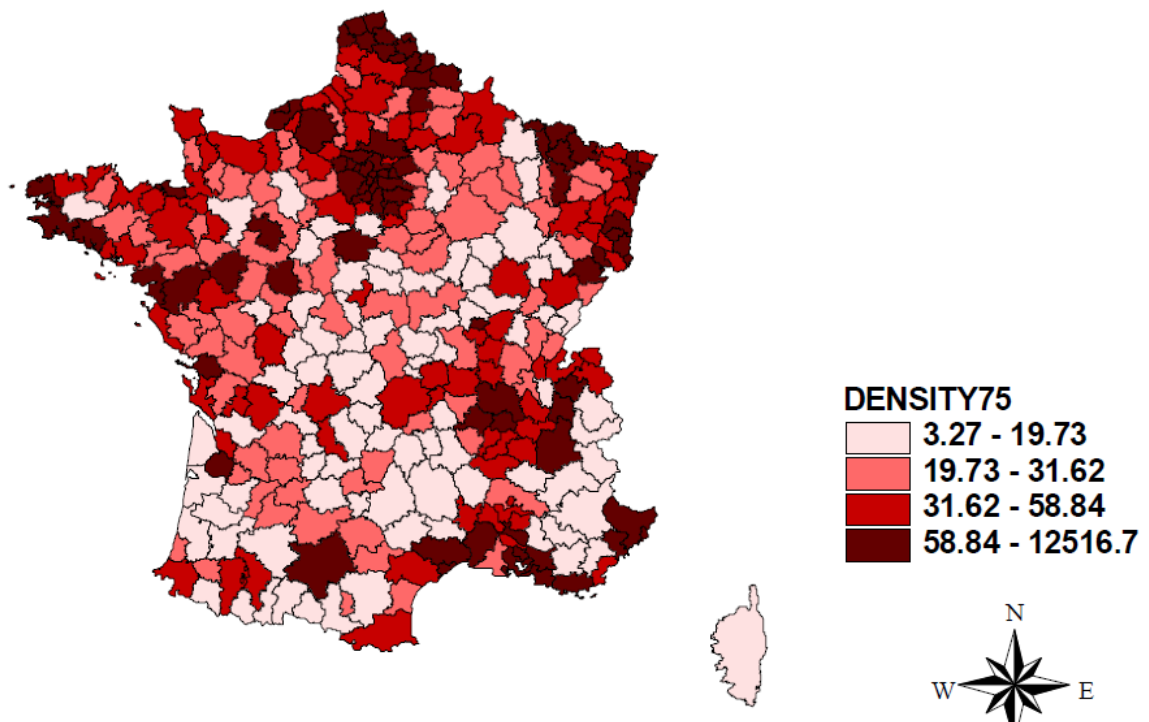 DENSITY75
3.27 - 19.73
19.73 - 31.62
31.62 - 58.84
58.84 - 12516.7
N
W E